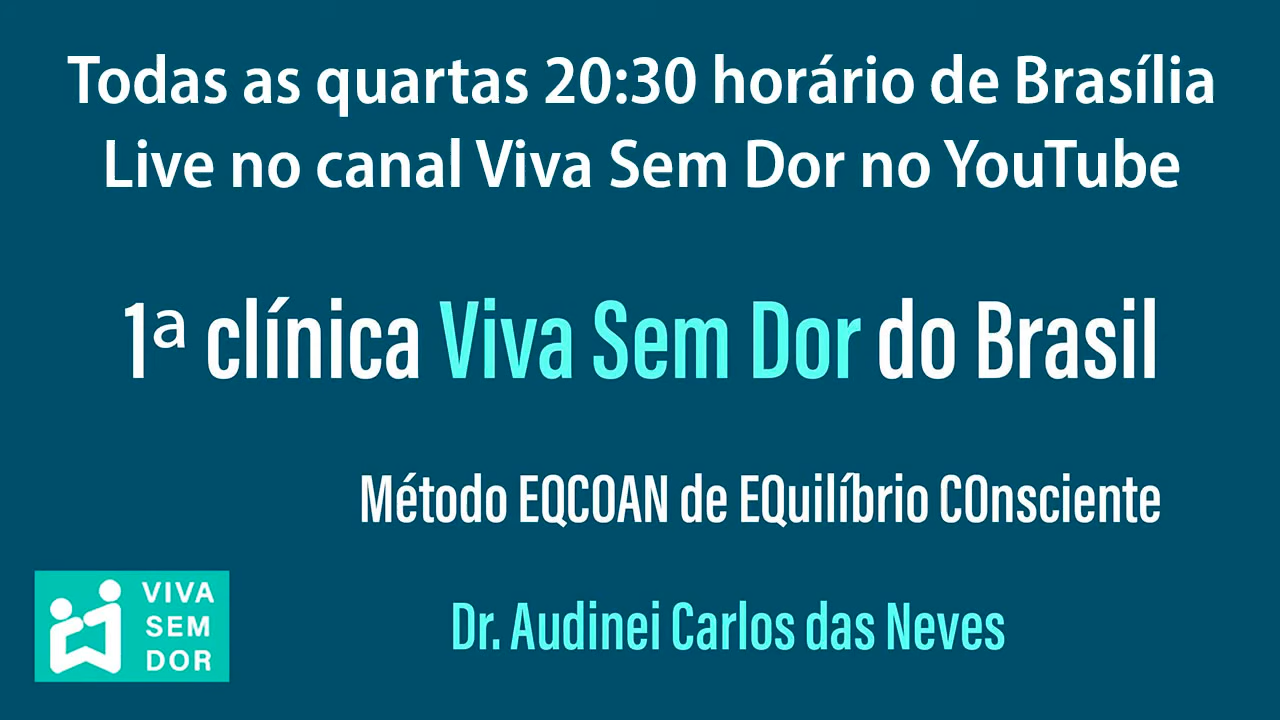 Todas as quartas 20:30 horário de Brasília
Live no canal Viva Sem Dor no YouTube
1ª clínica Viva Sem Dor do Brasil
Método EQCOAN de EQuilíbrio COnsciente
Dr. Audinei Carlos das Neves
VIVA
SEM
DOR